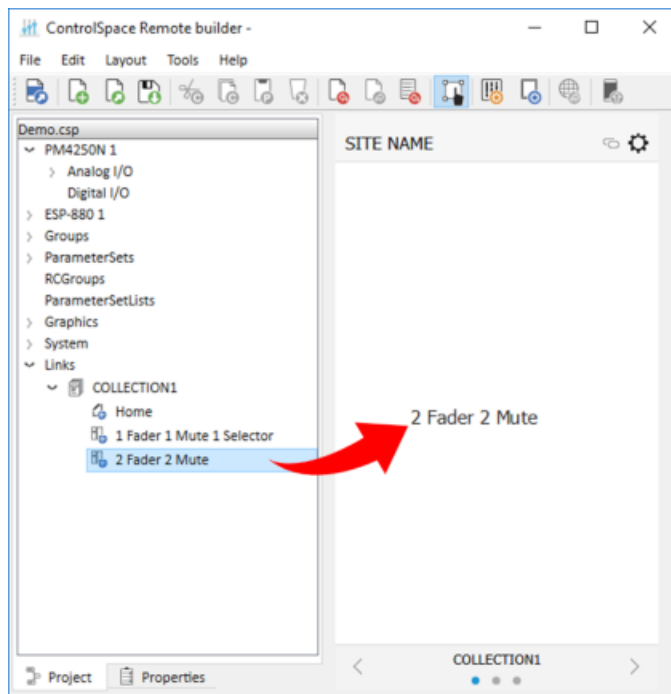 ControlSpace Remote builder -
File Edit Layout Tools Help
Demo.csp
PM4250N 1
Analog I/O
Digital I/O
ESP-880 1
Groups
ParameterSets
RCGroups
ParameterSetLists
Graphics
System
Links
COLLECTION1
Home
1 Fader 1 Mute 1 Selector
2 Fader 2 Mute
Project Properties
SITE NAME
2 Fader 2 Mute
COLLECTION1